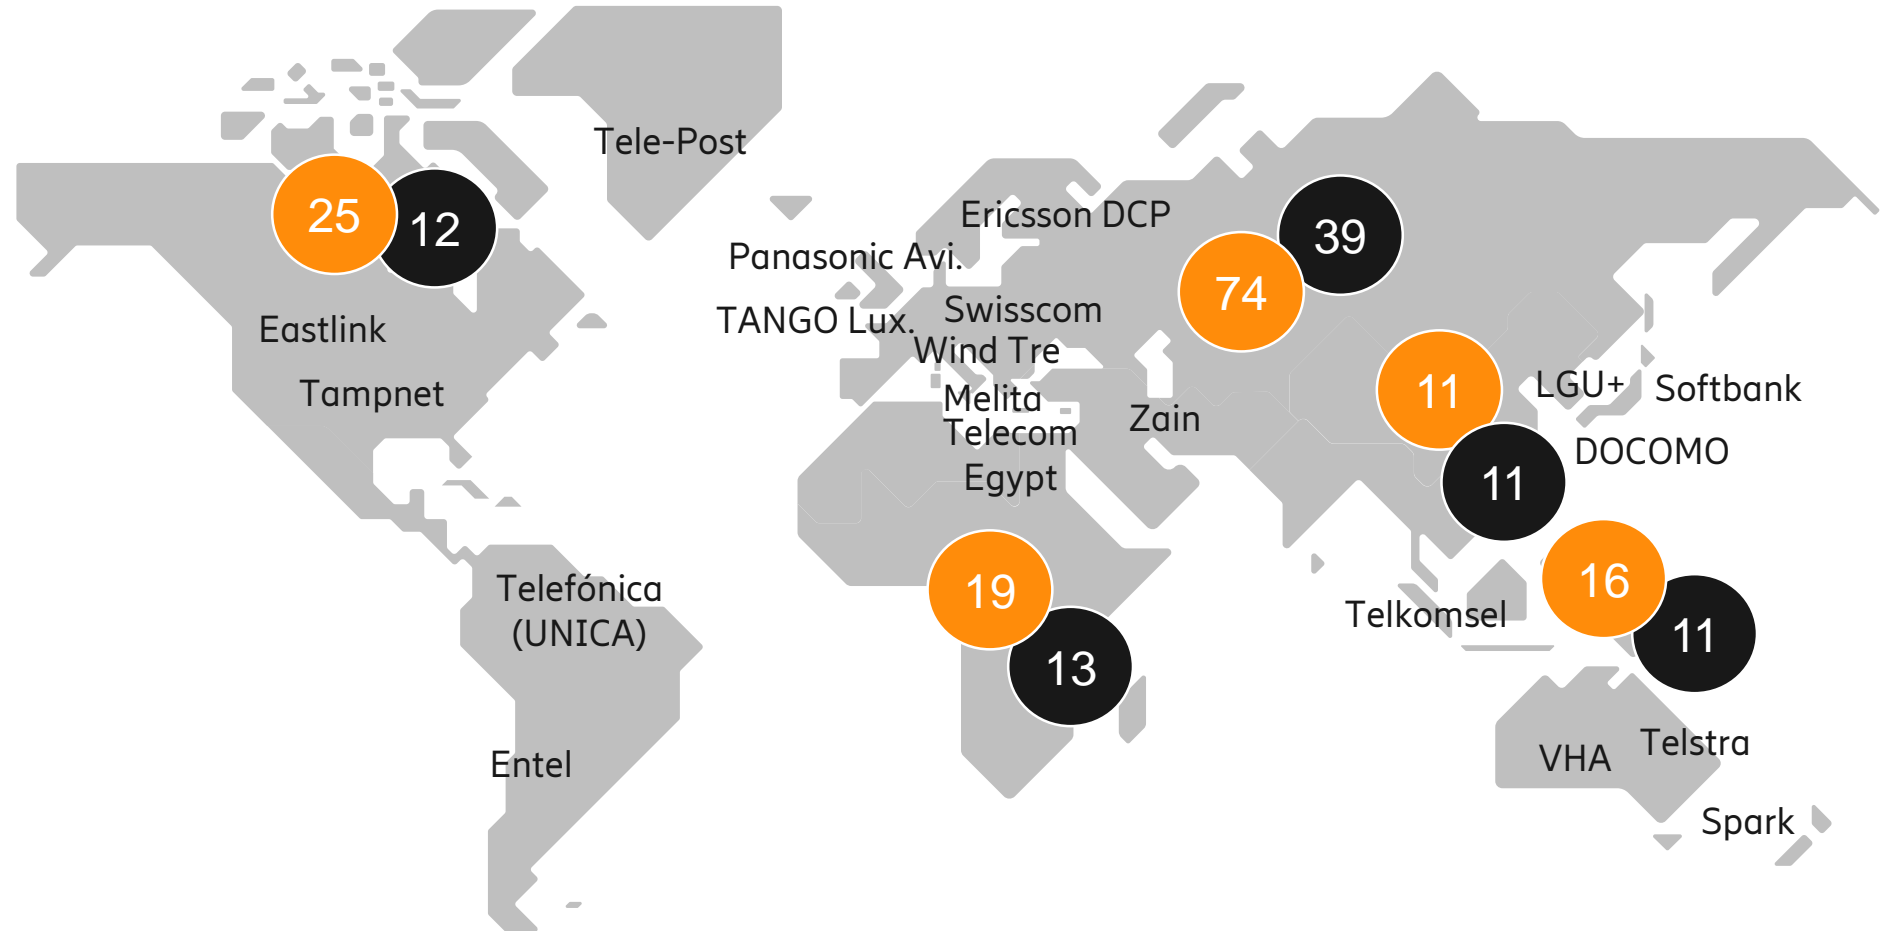 Tele-Post
25
12
Ericsson DCP
39
Panasonic Avi.
74
TANGO Lux.
Swisscom
Eastlink
Wind Tre
Tampnet
Melita
Zain
11
LGU+
Softbank
Telecom
Egypt
DOCOMO
11
Telefónica
(UNICA)
19
13
Telkomsel
16
11
Entel
VHA
Telstra
Spark